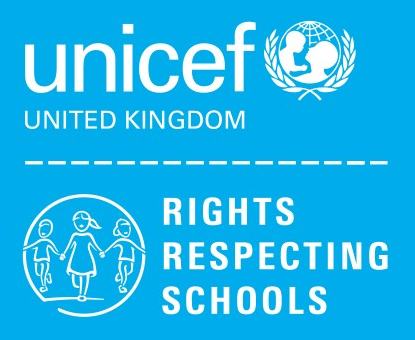 unicef
UNITED KINGDOM
RIGHTS
RESPECTING
SCHOOLS